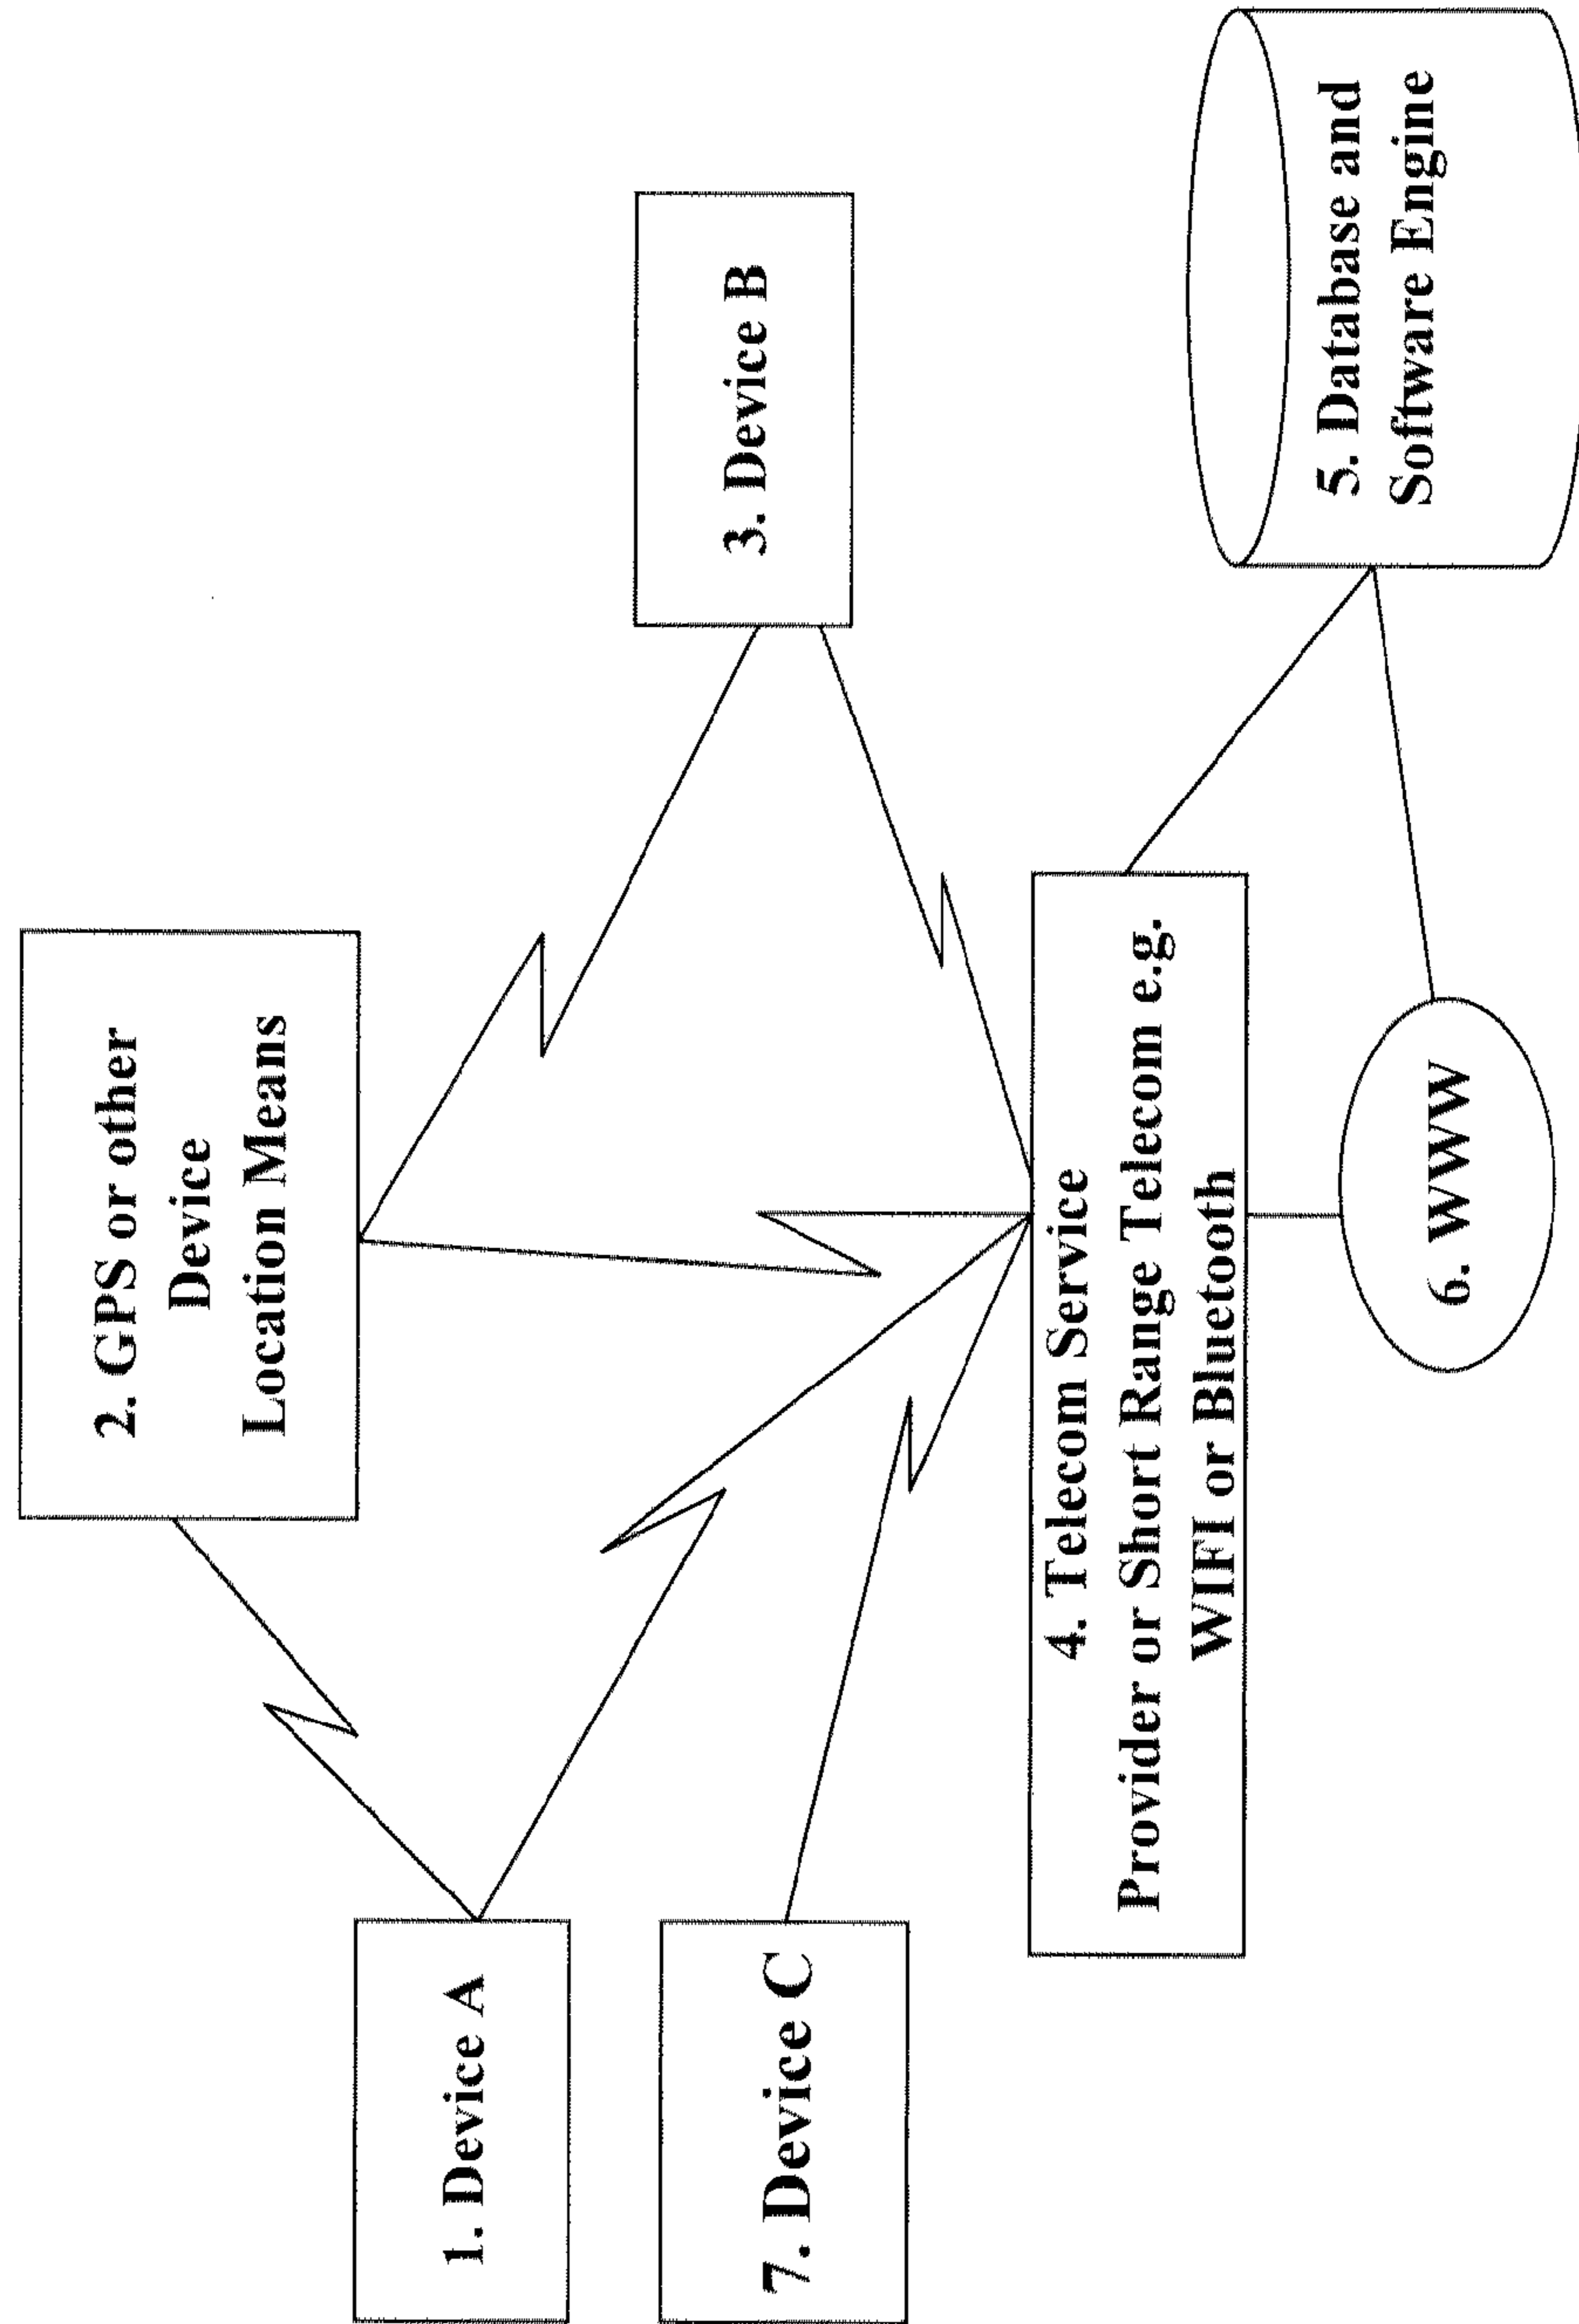 1. Device A
2. GPS or other
Device
Location Means
3. Device B
7. Device C
4. Telecom Service
Provider or Short Range Telecom e.g.
WIFI or Bluetooth
5. Database and
Software Engine
6. WWW